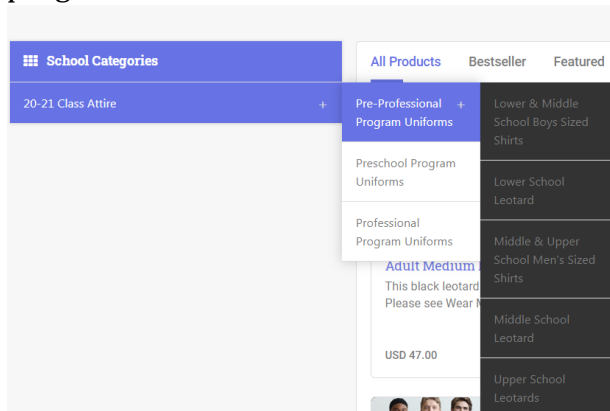 School Categories
20-21 Class Attire +
All Products Bestseller Featured
Pre-Professional +
Program Uniforms
Preschool Program
Uniforms
Professional
Program Uniforms
Lower & Middle
School Boys Sized
Shirts
Lower School
Leotard
Middle & Upper
School Men's Sized
Shirts
Middle School
Leotard
Upper School
Leotards
Adult Medium
This black leotard
Please see Wear
USD 47.00